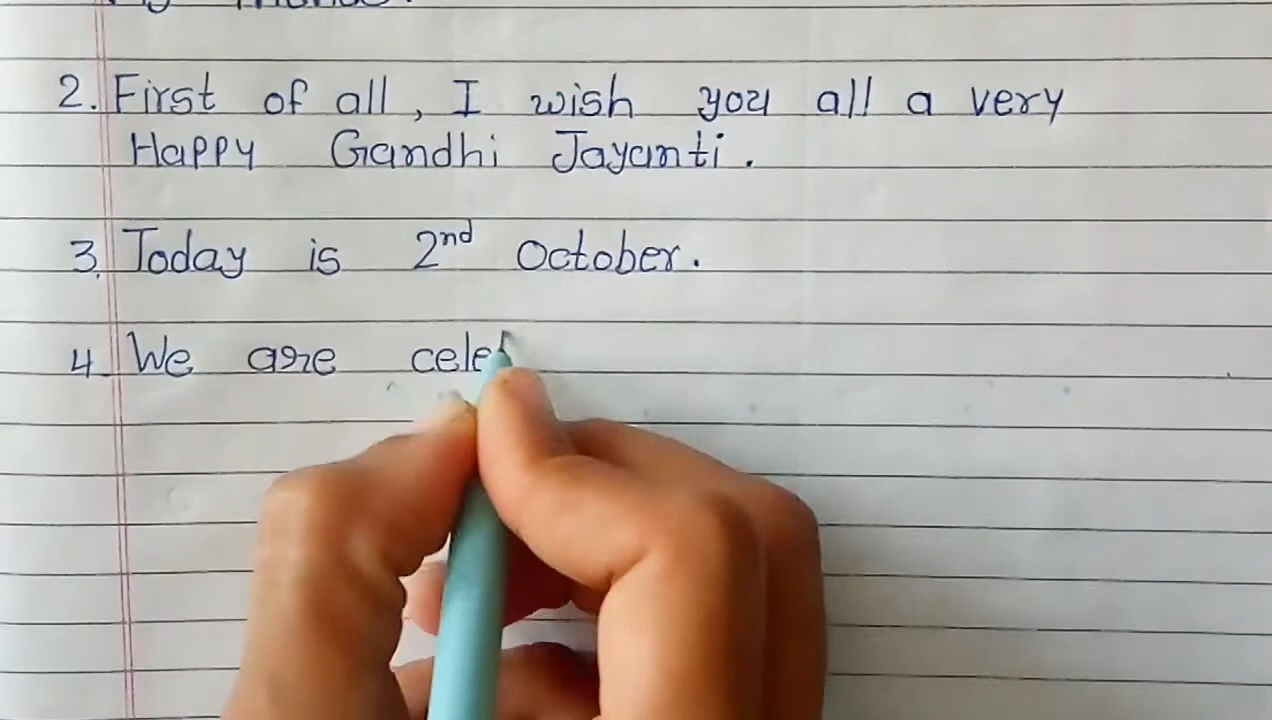 2. First of all, I wish you all a very
Happy Gandhi Jayanti.
3. Today is 2nd October.
4. We are cele